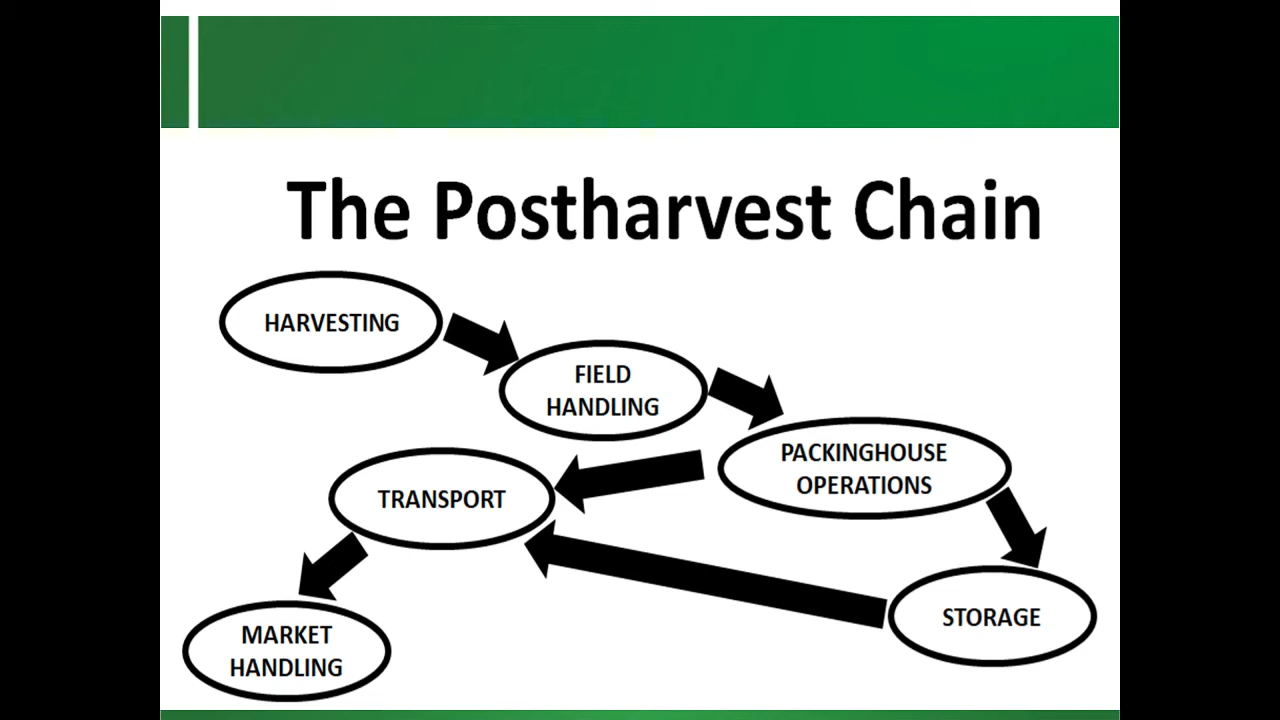 The Postharvest Chain
HARVESTING
FIELD
HANDLING
PACKINGHOUSE
OPERATIONS
TRANSPORT
STORAGE
MARKET
HANDLING